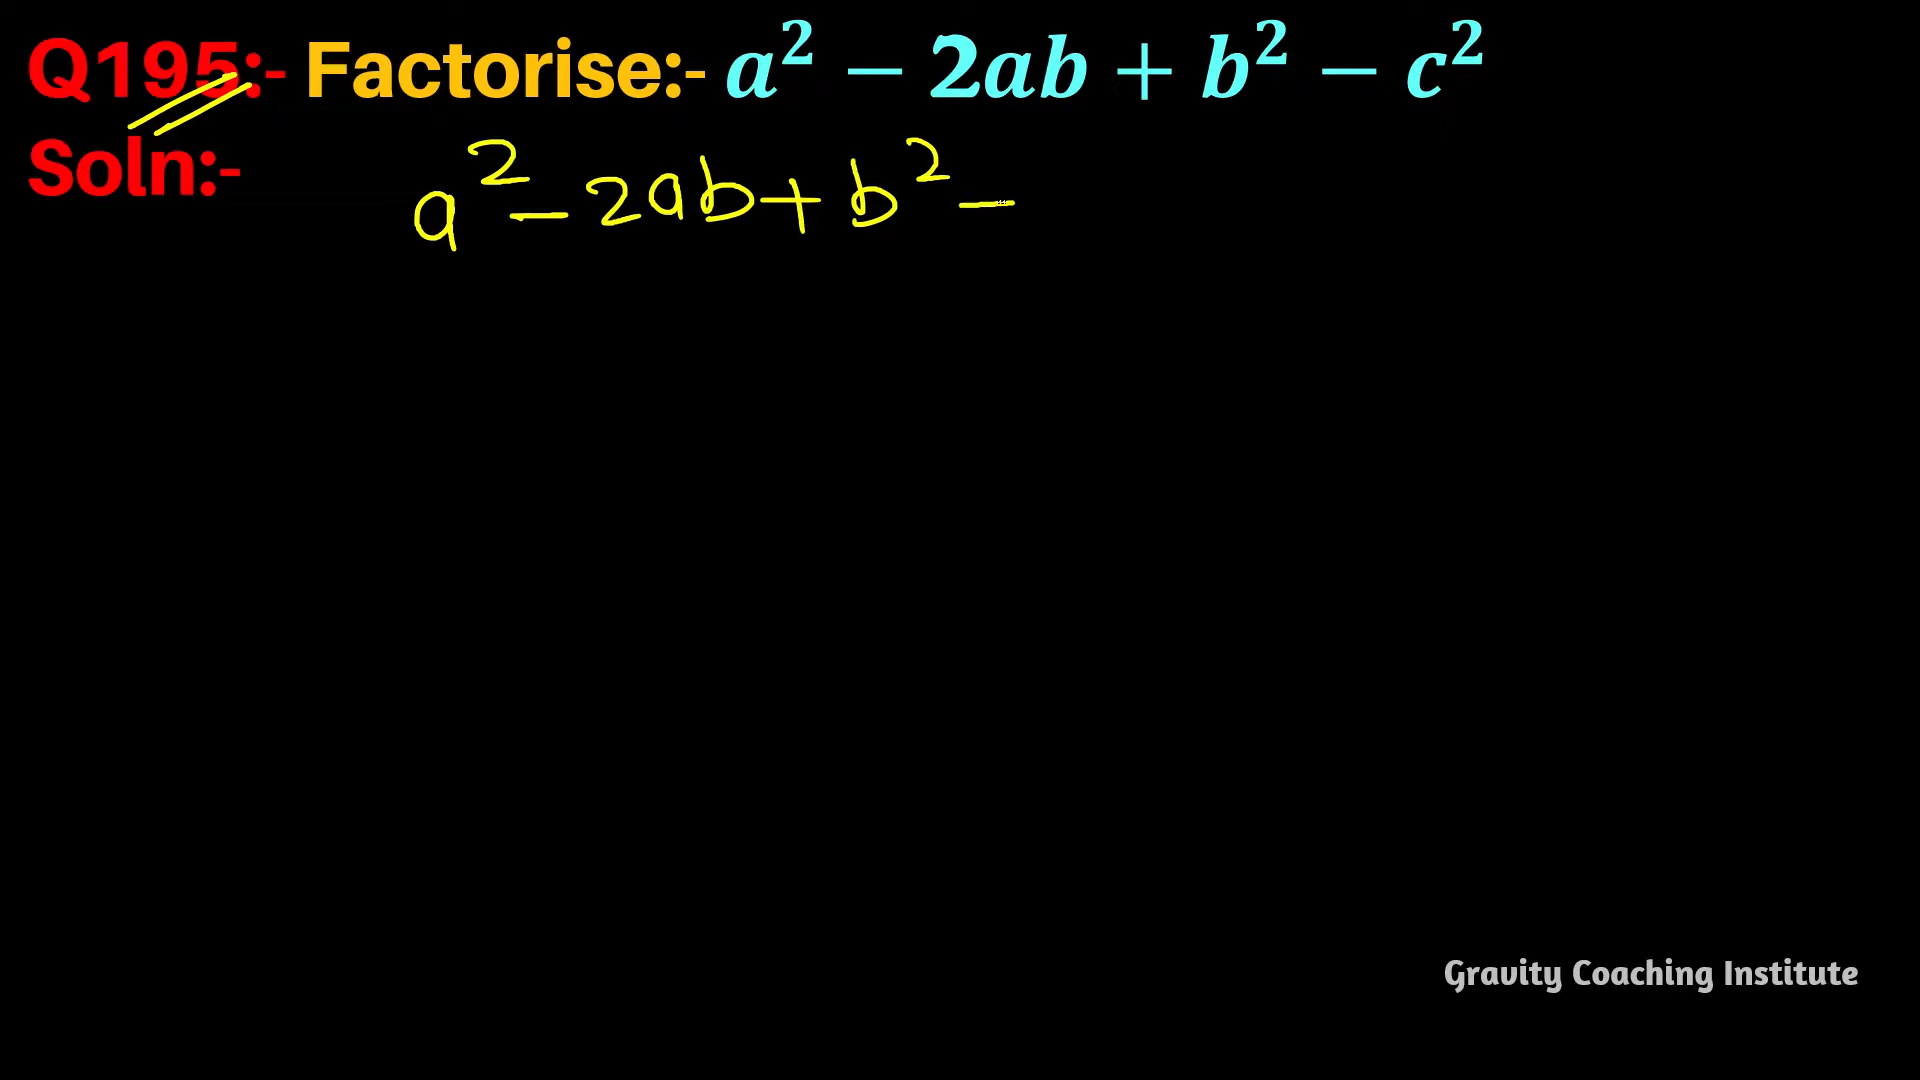 Q195:- Factorise:- a² − 2ab + b² − c²
Soln:-
a² − 2ab + b² −
Gravity Coaching Institute